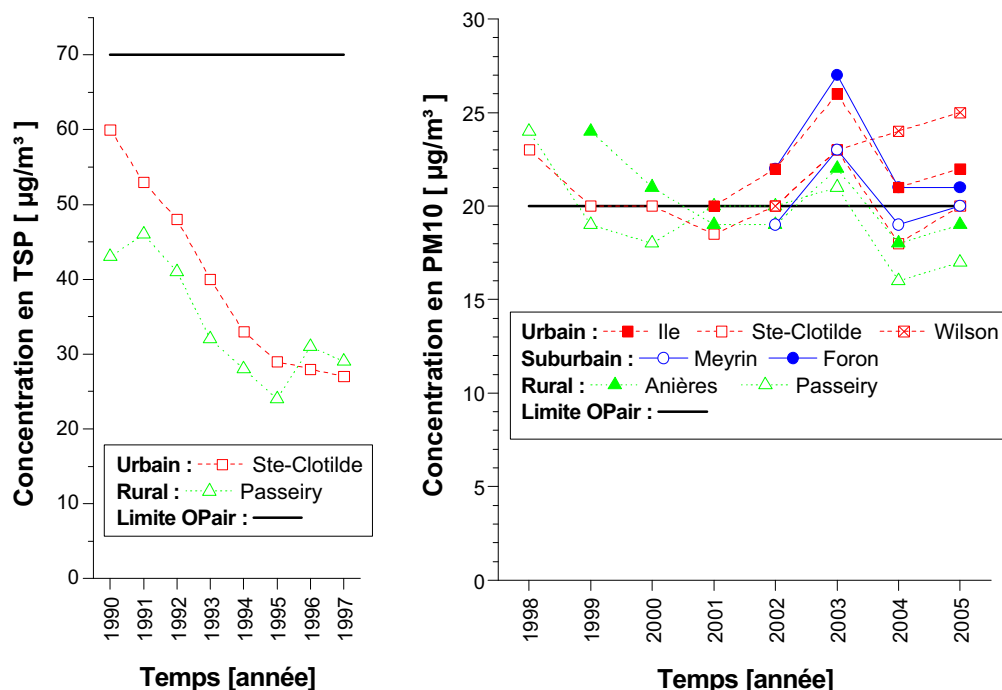 Concentration en TSP [ µg/m³ ]
70
60
50
40
30
20
10
0
Urbain : Ste-Clotilde
Rural : Passeiry
Limite OPair :
1990
1991
1992
1993
1994
1995
1996
1997
Temps [année]
Concentration en PM10 [ µg/m³ ]
30
25
20
15
10
5
0
Urbain : Ile Ste-Clotilde Wilson
Suburbain : Meyrin Foron
Rural : Anières Passeiry
Limite OPair :
1998
1999
2000
2001
2002
2003
2004
2005
Temps [année]